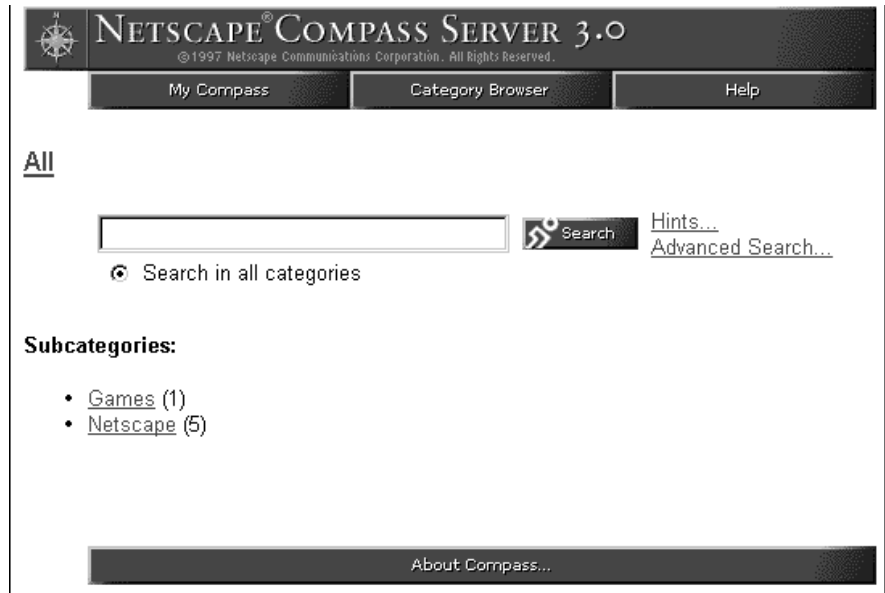 NETSCAPE® COMPASS SERVER 3.0
©1997 Netscape Communications Corporation. All Rights Reserved.
My Compass Category Browser Help
All
Search Hints...
Advanced Search...
Search in all categories
Subcategories:
• Games (1)
• Netscape (5)
About Compass...